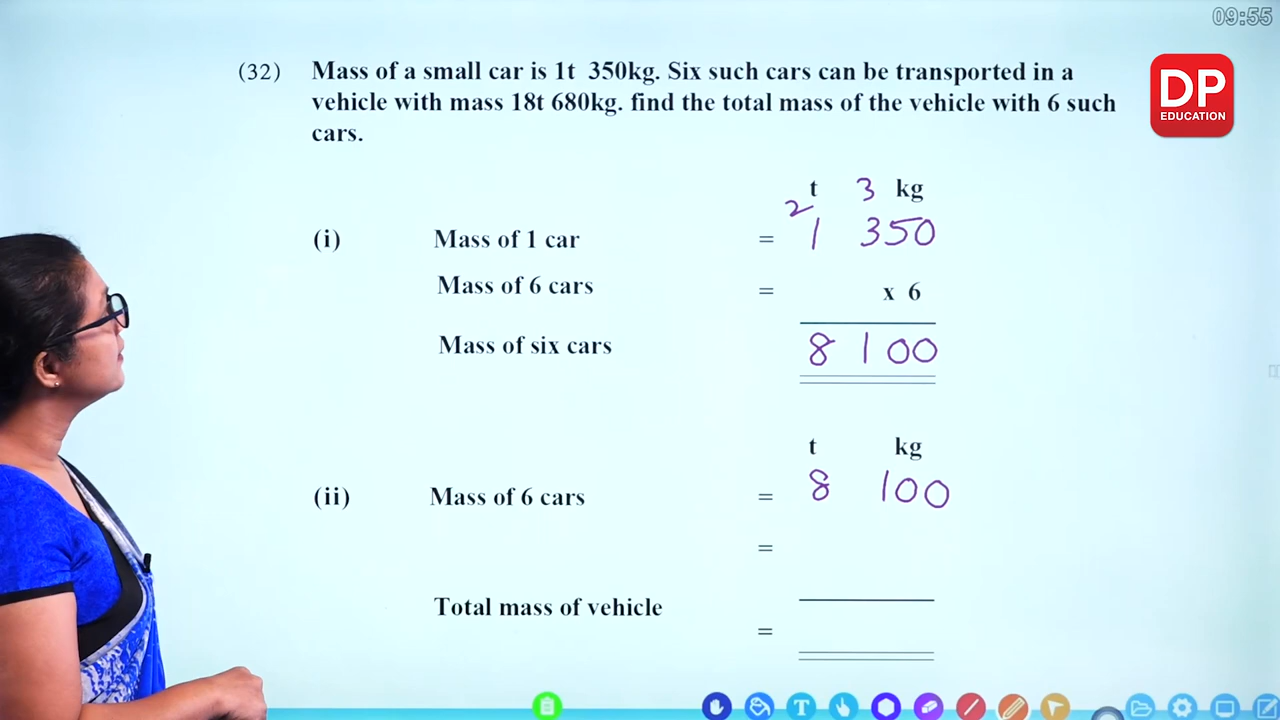 09:55
(32) Mass of a small car is 1t 350kg. Six such cars can be transported in a
vehicle with mass 18t 680kg. find the total mass of the vehicle with 6 such
cars.
DP
EDUCATION
t 3 kg
2
(i) Mass of 1 car = 1 350
Mass of 6 cars = x 6
Mass of six cars 8 100
t kg
(ii) Mass of 6 cars = 8 100
=
Total mass of vehicle
=